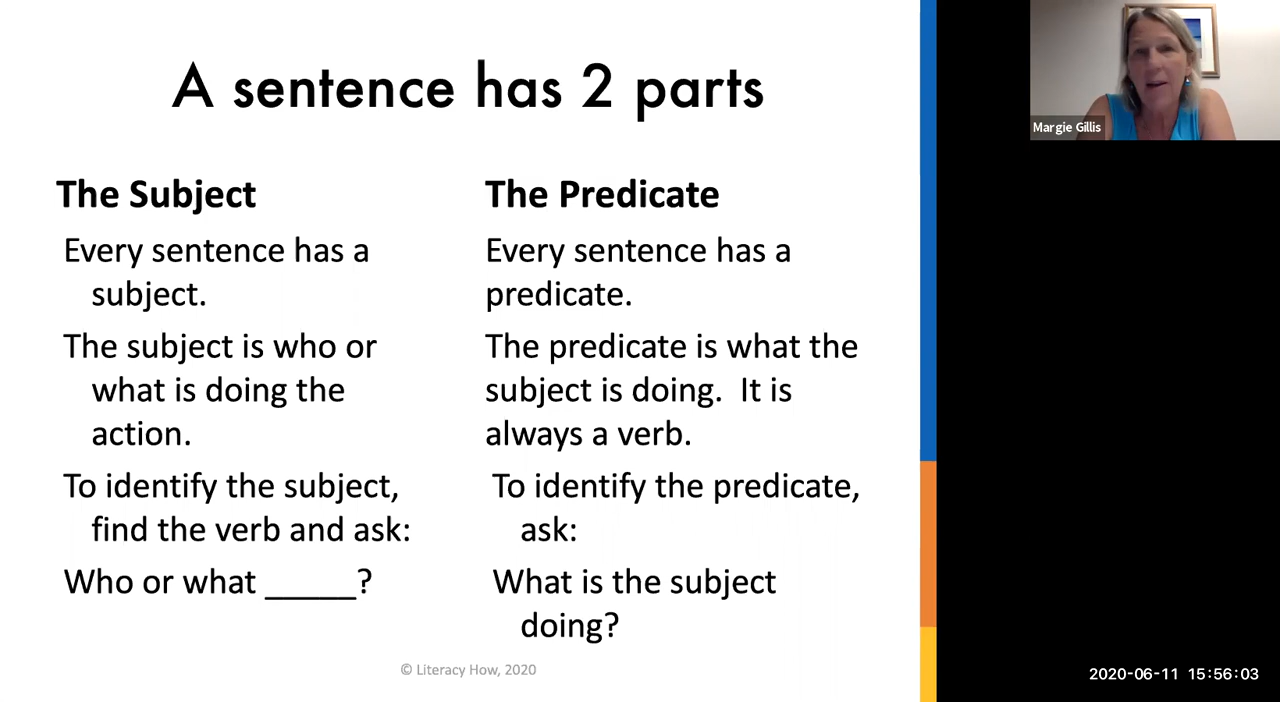 A sentence has 2 parts
The Subject
Every sentence has a
subject.
The subject is who or
what is doing the
action.
To identify the subject,
find the verb and ask:
Who or what _____?
The Predicate
Every sentence has a
predicate.
The predicate is what the
subject is doing.  It is
always a verb.
To identify the predicate,
ask:
What is the subject
doing?
© Literacy How, 2020
Margie Gillis
2020-06-11 15:56:03